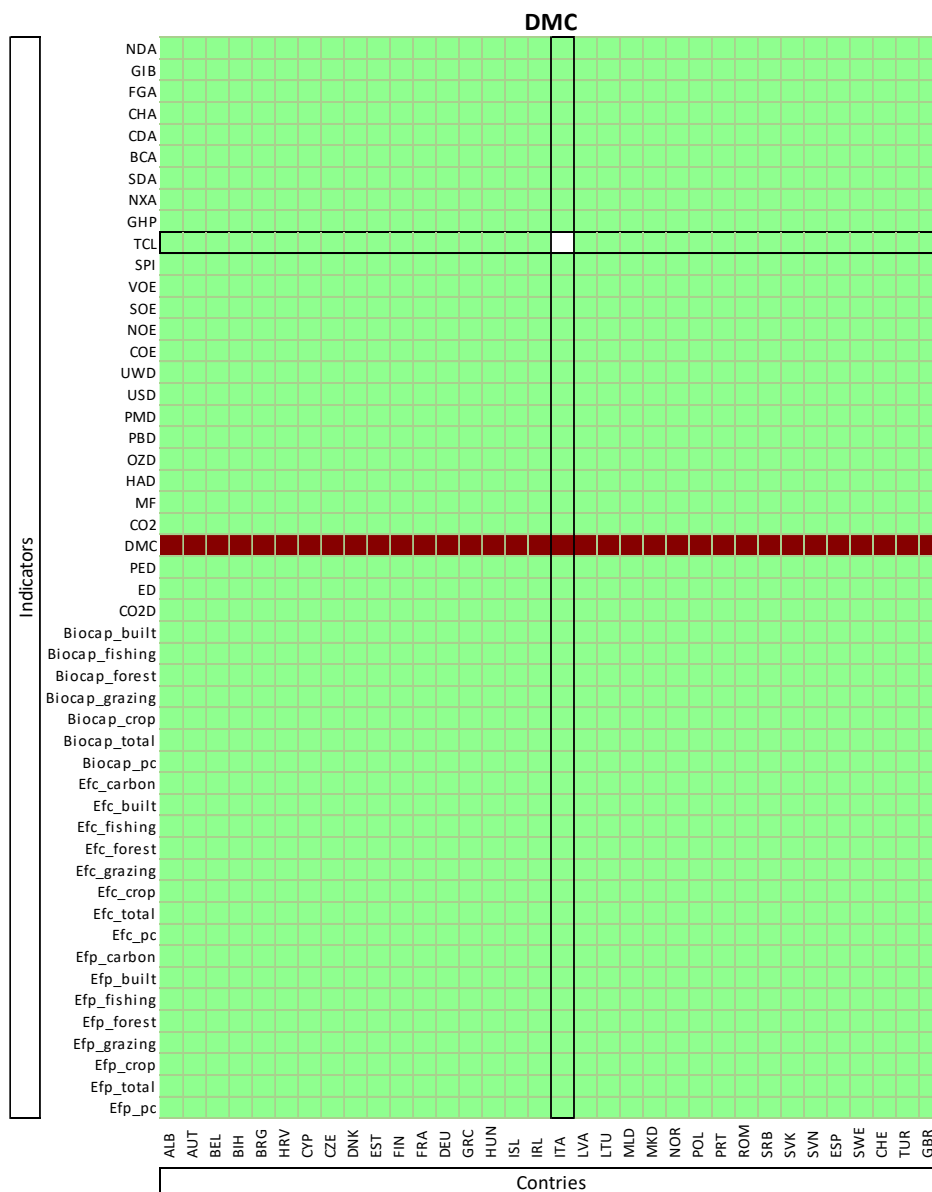 DMC
Indicators
NDA
GIB
FGA
CHA
CDA
BCA
SDA
NXA
GHP
TCL
SPI
VOE
SOE
NOE
COE
UWD
USD
PMD
PBD
OZD
HAD
MF
CO2
DMC
PED
ED
CO2D
Biocap_built
Biocap_fishing
Biocap_forest
Biocap_grazing
Biocap_crop
Biocap_total
Biocap_pc
Efc_carbon
Efc_built
Efc_fishing
Efc_forest
Efc_grazing
Efc_crop
Efc_total
Efc_pc
Efp_carbon
Efp_built
Efp_fishing
Efp_forest
Efp_grazing
Efp_crop
Efp_total
Efp_pc
ALB
AUT
BEL
BIH
BRG
HRV
CYP
CZE
DNK
EST
FIN
FRA
DEU
GRC
HUN
ISL
IRL
ITA
LVA
LTU
MLD
MKD
NOR
POL
PRT
ROM
SRB
SVK
SVN
ESP
SWE
CHE
TUR
GBR
Contries